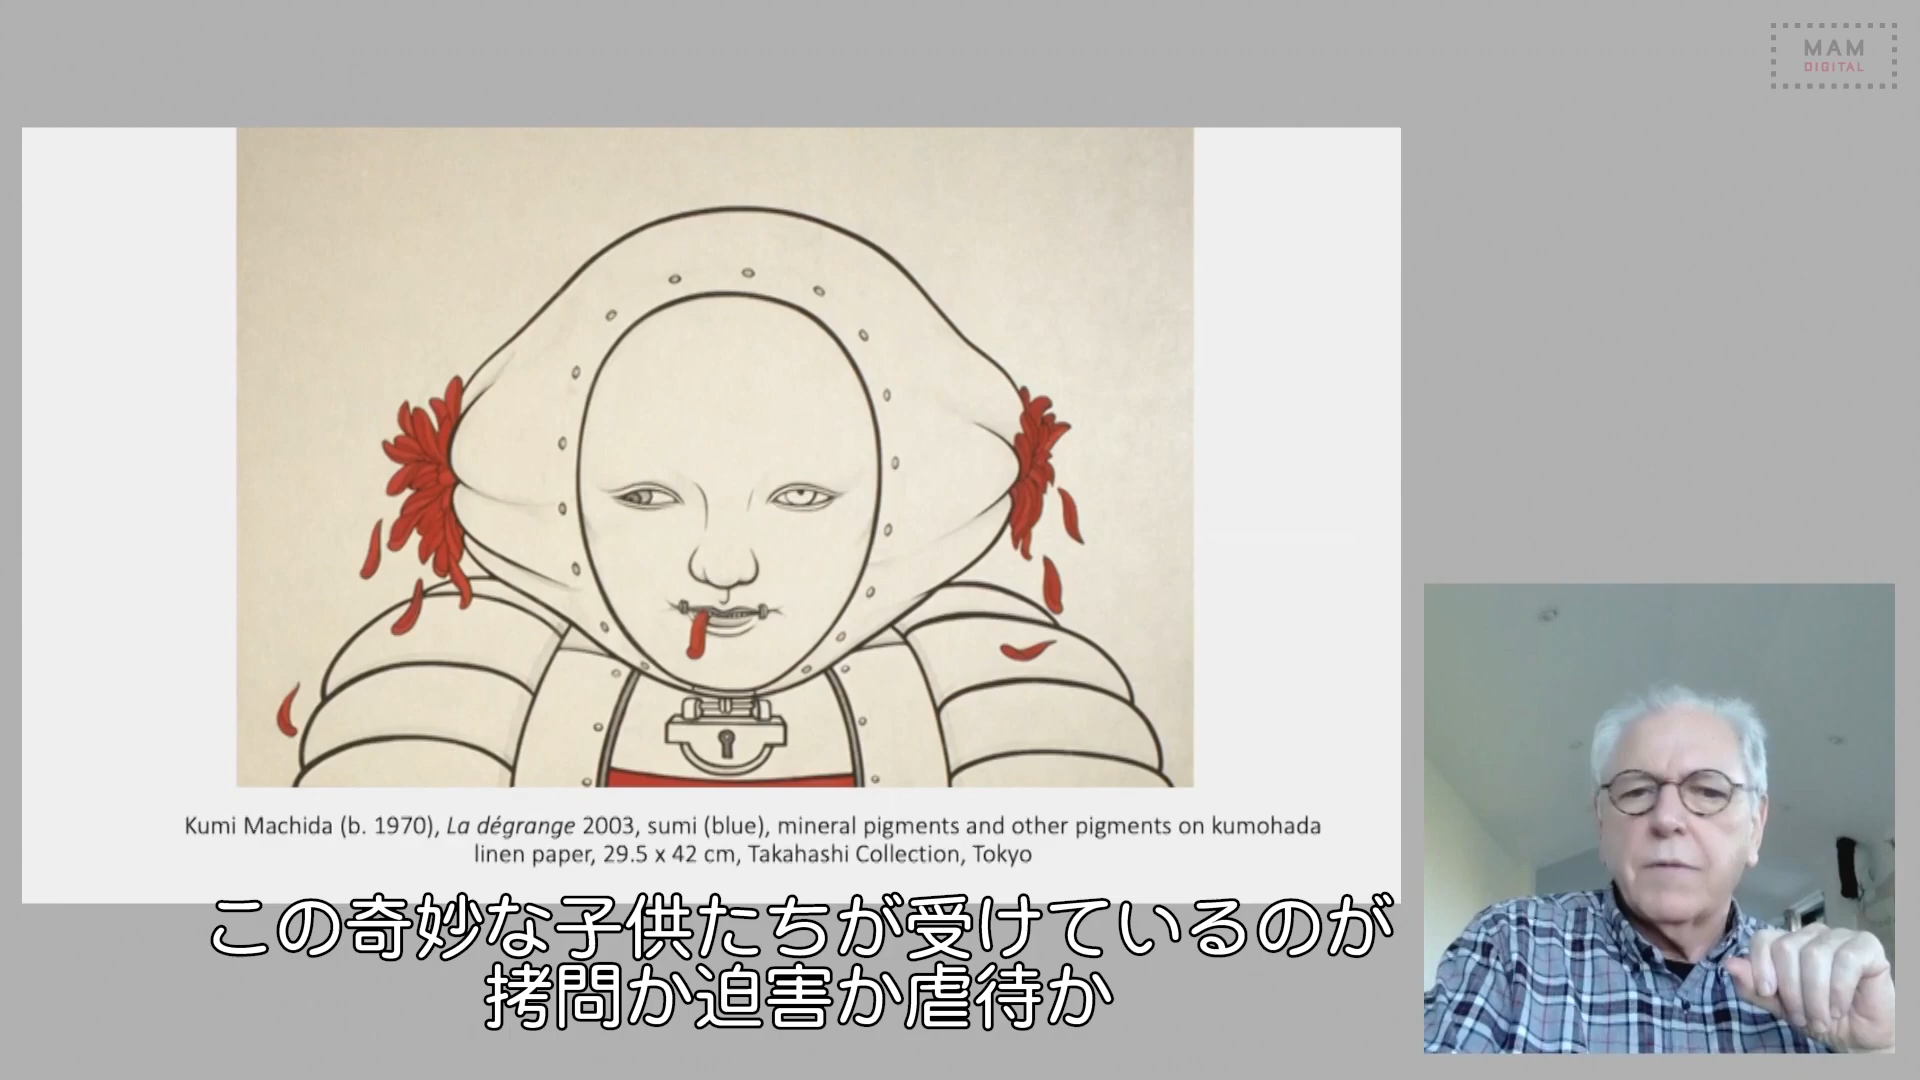 MAM
DIGITAL
Kumi Machida (b. 1970), La dégrange 2003, sumi (blue), mineral pigments and other pigments on kumohada
linen paper, 29.5 x 42 cm, Takahashi Collection, Tokyo
この奇妙な子供たちが受けているのが
拷問か迫害か虐待か